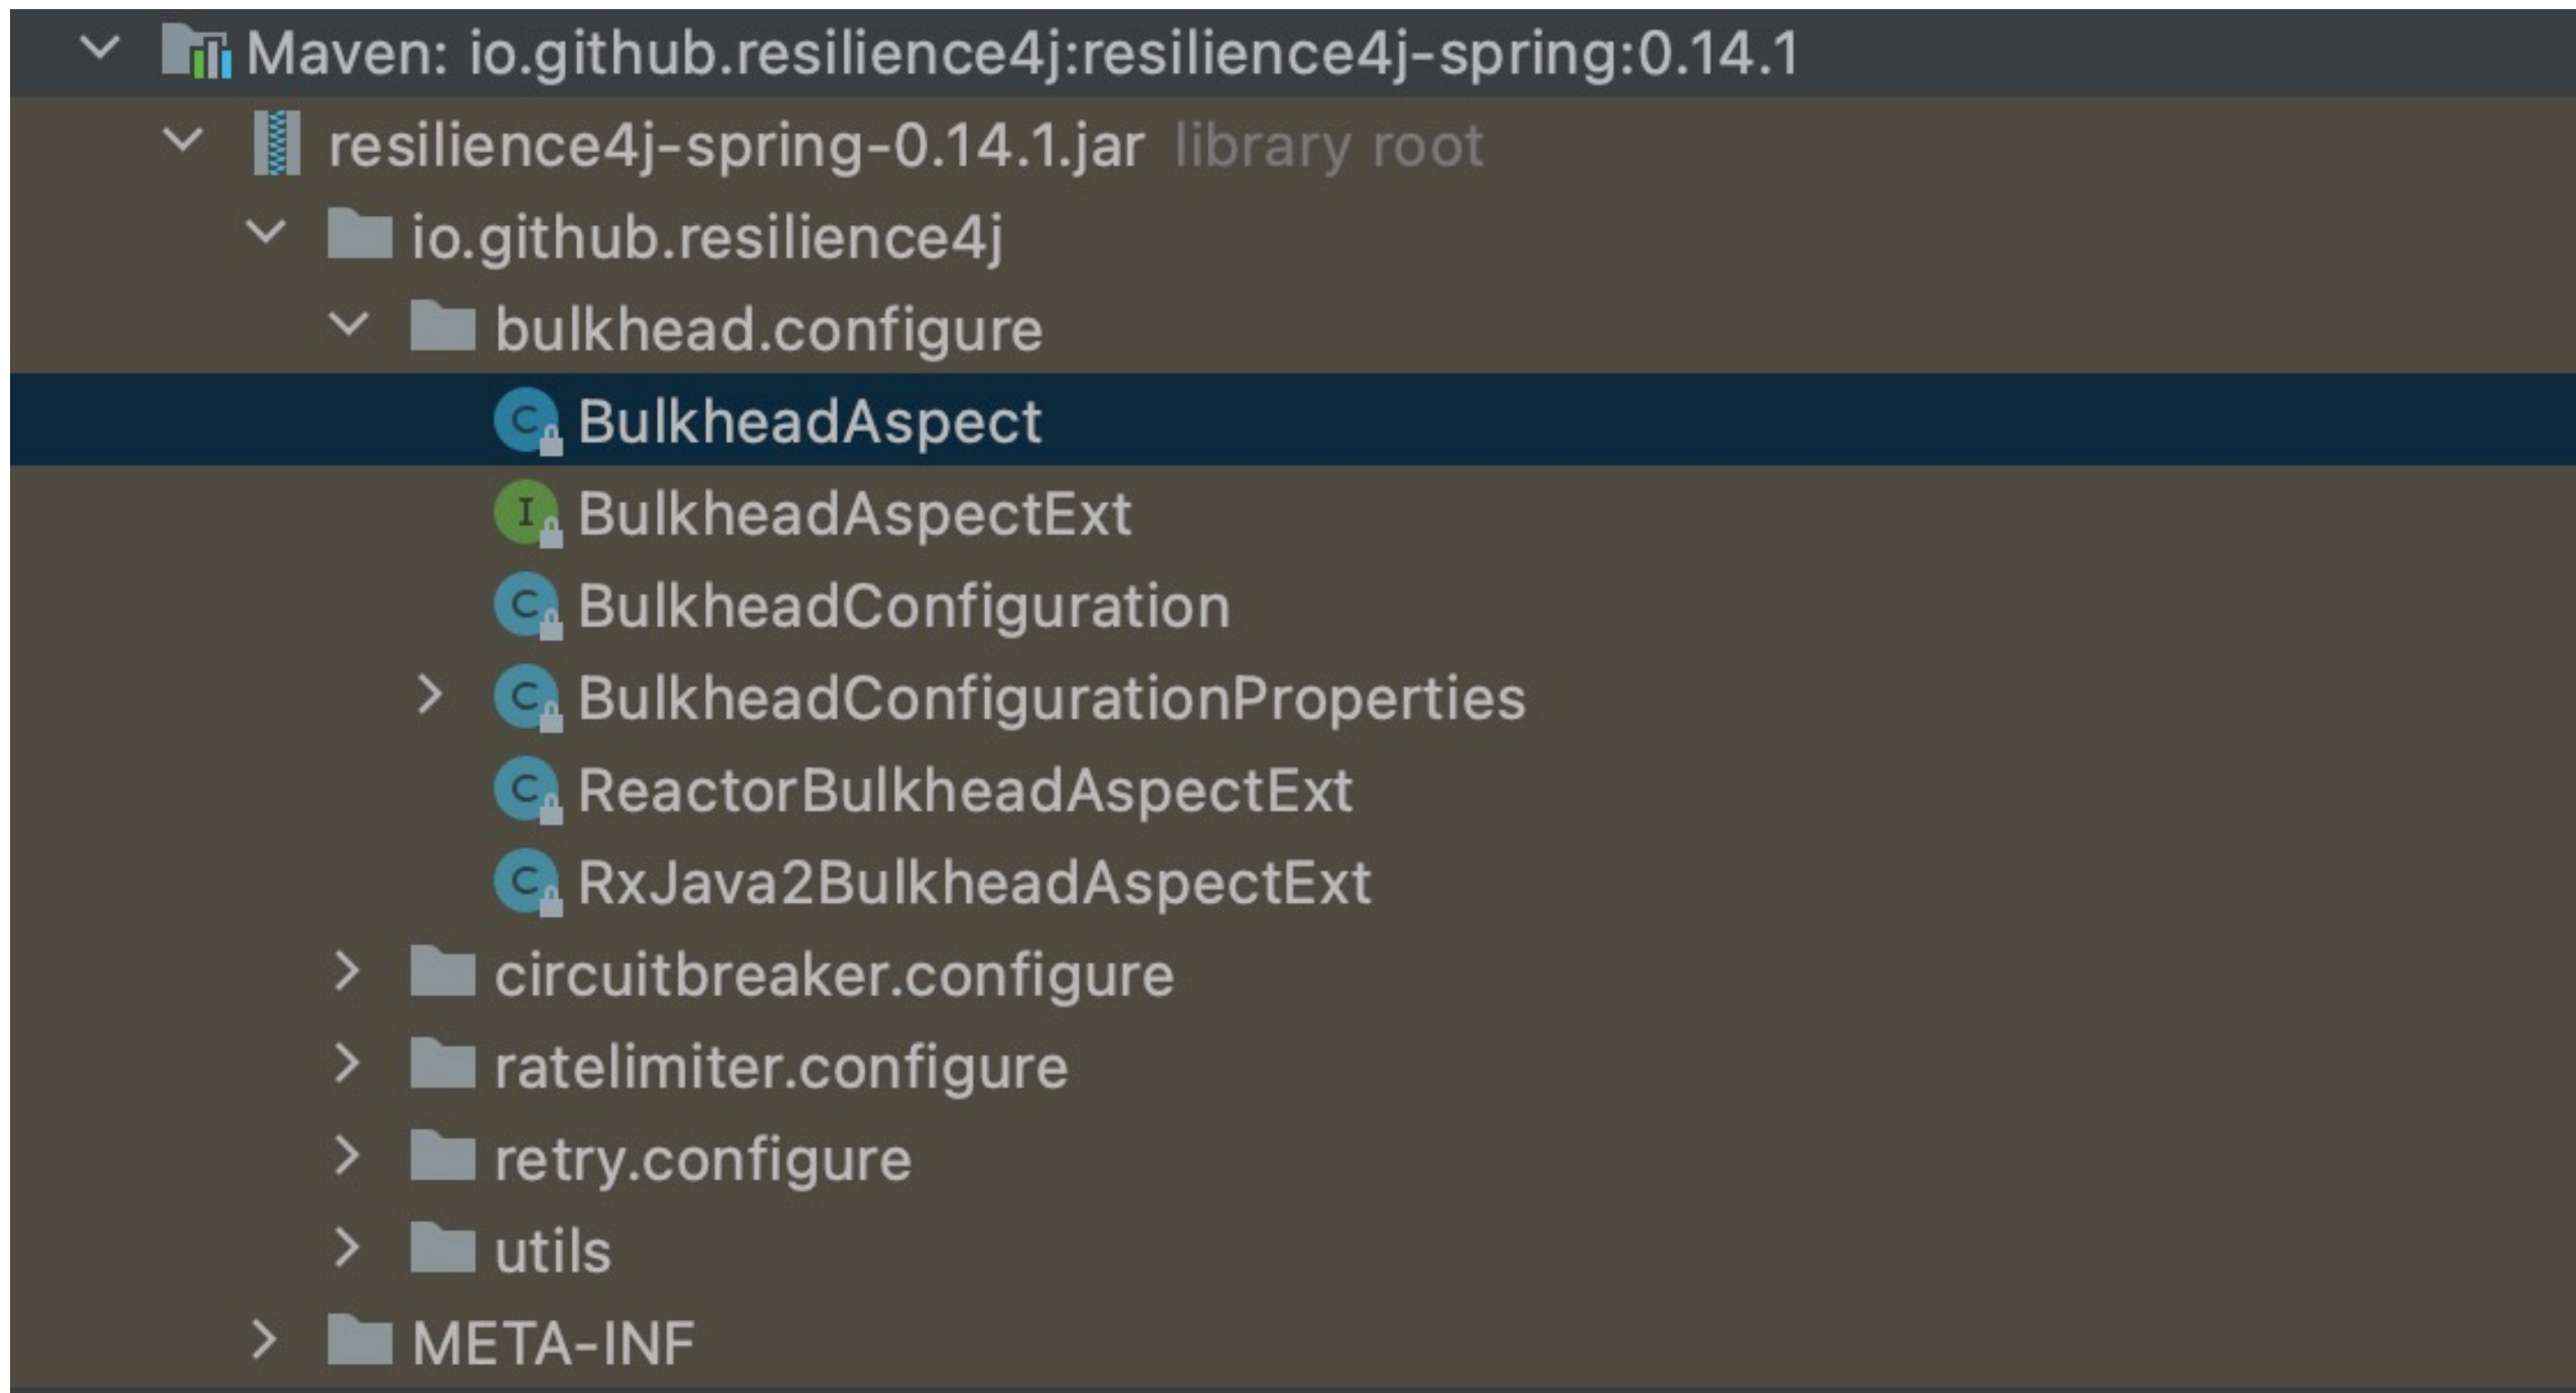 Maven: io.github.resilience4j:resilience4j-spring:0.14.1
resilience4j-spring-0.14.1.jar library root
io.github.resilience4j
bulkhead.configure
C BulkheadAspect
I BulkheadAspectExt
C BulkheadConfiguration
C BulkheadConfigurationProperties
C ReactorBulkheadAspectExt
C RxJava2BulkheadAspectExt
circuitbreaker.configure
ratelimiter.configure
retry.configure
utils
META-INF